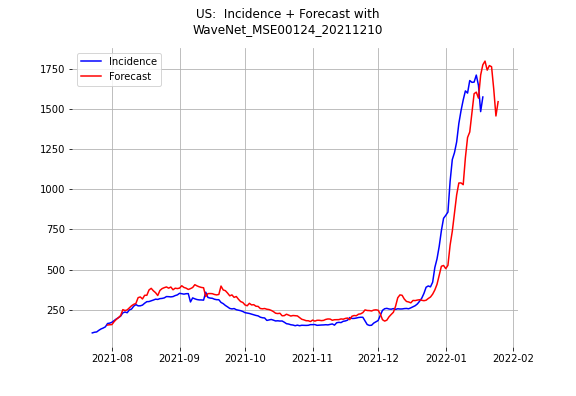 US:  Incidence + Forecast with
WaveNet_MSE00124_20211210
Incidence
Forecast
1750
1500
1250
1000
750
500
250
2021-08 2021-09 2021-10 2021-11 2021-12 2022-01 2022-02